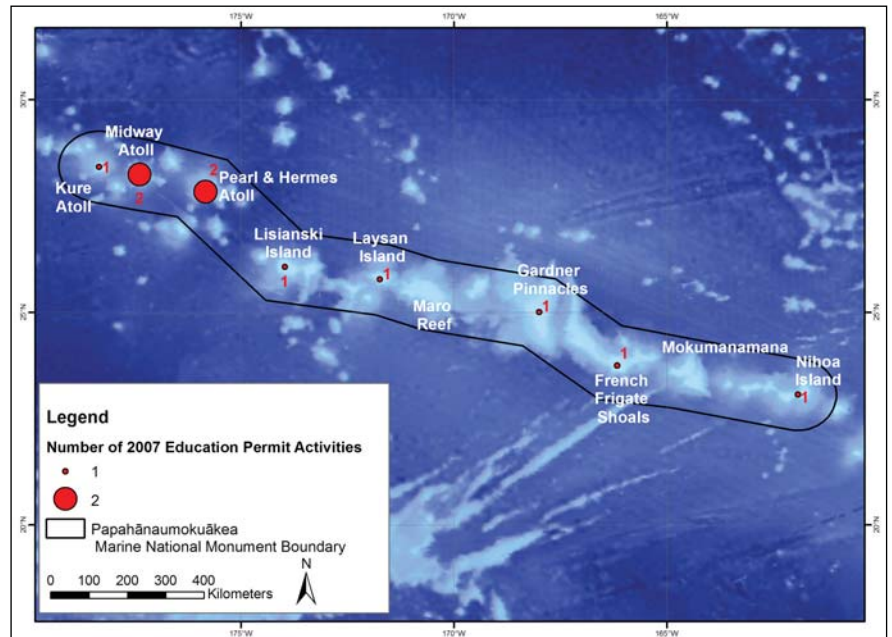 175°W
170°W
165°W
30°N
30°N
Midway
Atoll
1
2
2
Pearl & Hermes
Atoll
Kure
Atoll
Lisianski
Island
1
Laysan
Island
1
Gardner
Pinnacles
1
25°N
25°N
Maro
Reef
1
Mokumanamana
French
Frigate
Shoals
Nihoa
Island
1
Legend
Number of 2007 Education Permit Activities
1
2
Papahānaumokuākea
Marine National Monument Boundary
0 100 200 300 400
Kilometers
N
20°N
20°N
175°W
170°W
165°W